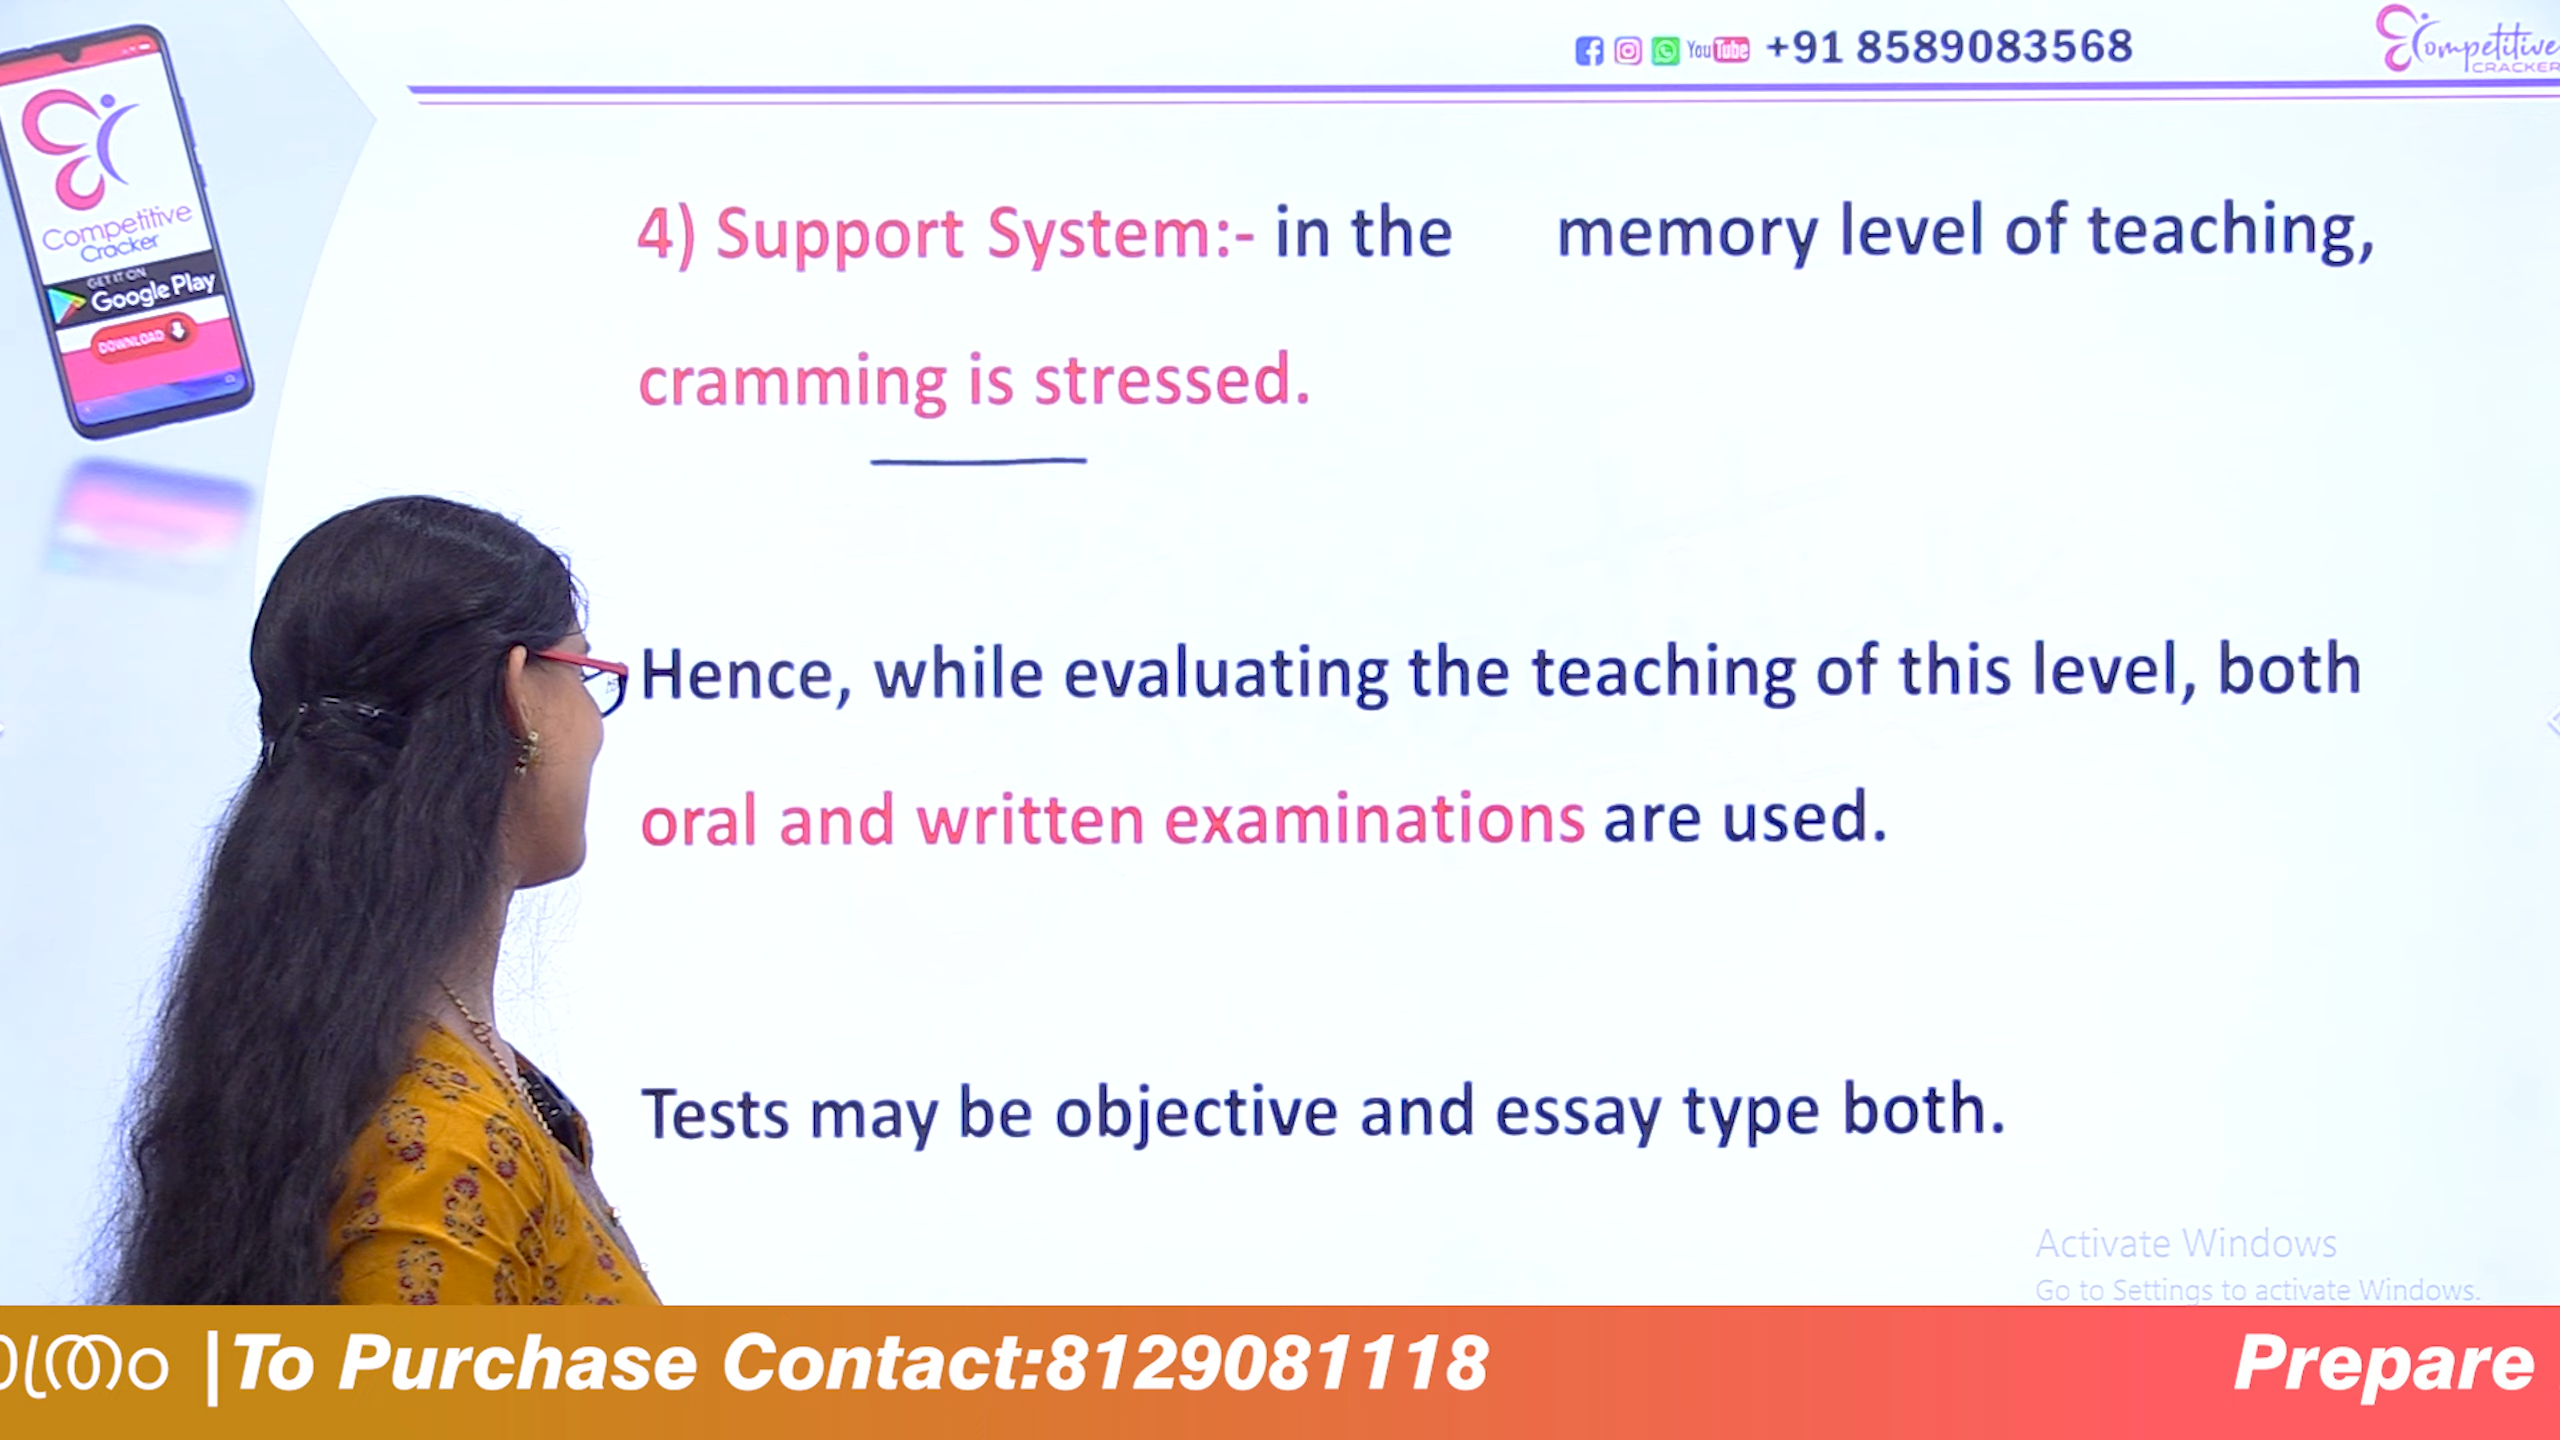 You Tube +91 8589083568
Competitive
CRACKER
Competitive
Cracker
GET IT ON
Google Play
DOWNLOAD
4) Support System:- in the memory level of teaching,
cramming is stressed.
Hence, while evaluating the teaching of this level, both
oral and written examinations are used.
Tests may be objective and essay type both.
Activate Windows
Go to Settings to activate Windows.
|To Purchase Contact:8129081118 Prepare